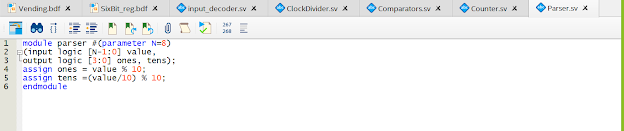 Vending.bdf SixBit_reg.bdf input_decoder.sv ClockDivider.sv Comparators.sv Counter.sv Parser.sv
267
268
1 module parser #(parameter N=8)
2 (input logic [N-1:0] value,
3 output logic [3:0] ones, tens);
4 assign ones = value % 10;
5 assign tens =(value/10) % 10;
6 endmodule